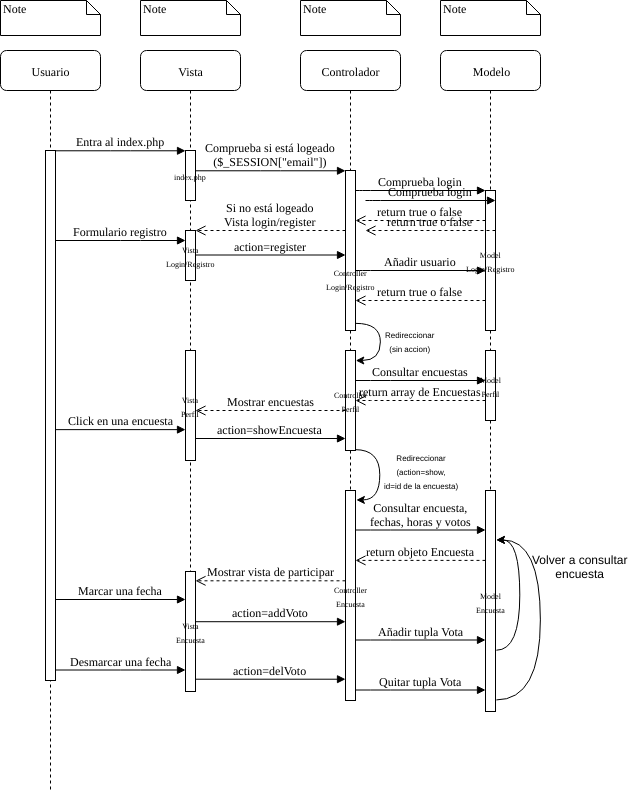 Note
Note
Note
Note
Usuario
Vista
Controlador
Modelo
Entra al index.php
Comprueba si está logeado
($_SESSION["email"])
index.php
Comprueba login
Comprueba login
return true o false
return true o false
Si no está logeado
Vista login/register
Formulario registro
action=register
Vista
Login/Registro
Añadir usuario
Model
Login/Registro
Controller
Login/Registro
return true o false
Redireccionar
(sin accion)
Consultar encuestas
Model
Perfil
return array de Encuestas
Controller
Perfil
Vista
Perfil
Mostrar encuestas
Click en una encuesta
action=showEncuesta
Redireccionar
(action=show,
id=id de la encuesta)
Consultar encuesta,
fechas, horas y votos
return objeto Encuesta
Volver a consultar
encuesta
Mostrar vista de participar
Controller
Encuesta
Model
Encuesta
Marcar una fecha
action=addVoto
Vista
Encuesta
Añadir tupla Vota
Desmarcar una fecha
action=delVoto
Quitar tupla Vota